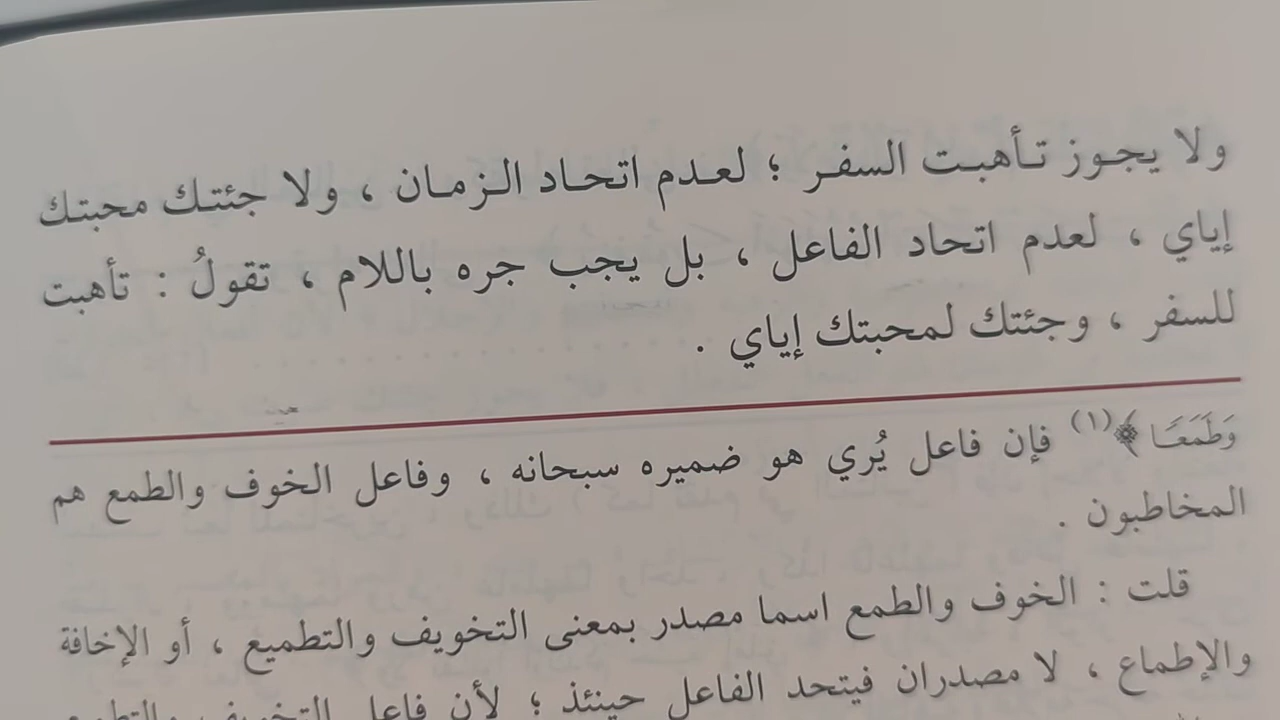 ولا يجوز تأهبت السفر ؛ لعدم اتحاد الزمان ، ولا جئتك محبتك
إياي ، لعدم اتحاد الفاعل ، بل يجب جره باللام ، تقولُ : تأهبت
للسفر ، وجئتك لمحبتك إياي .
وَطَمَعًا ﴾(١) فإن فاعل يُري هو ضميره سبحانه ، وفاعل الخوف والطمع هم
المخاطبون .
قلت : الخوف والطمع اسما مصدر بمعنى التخويف والتطميع ، أو الإخافة
والإطماع ، لا مصدران فيتحد الفاعل حينئذ ؛ لأن فاعل التخويف والتطميع